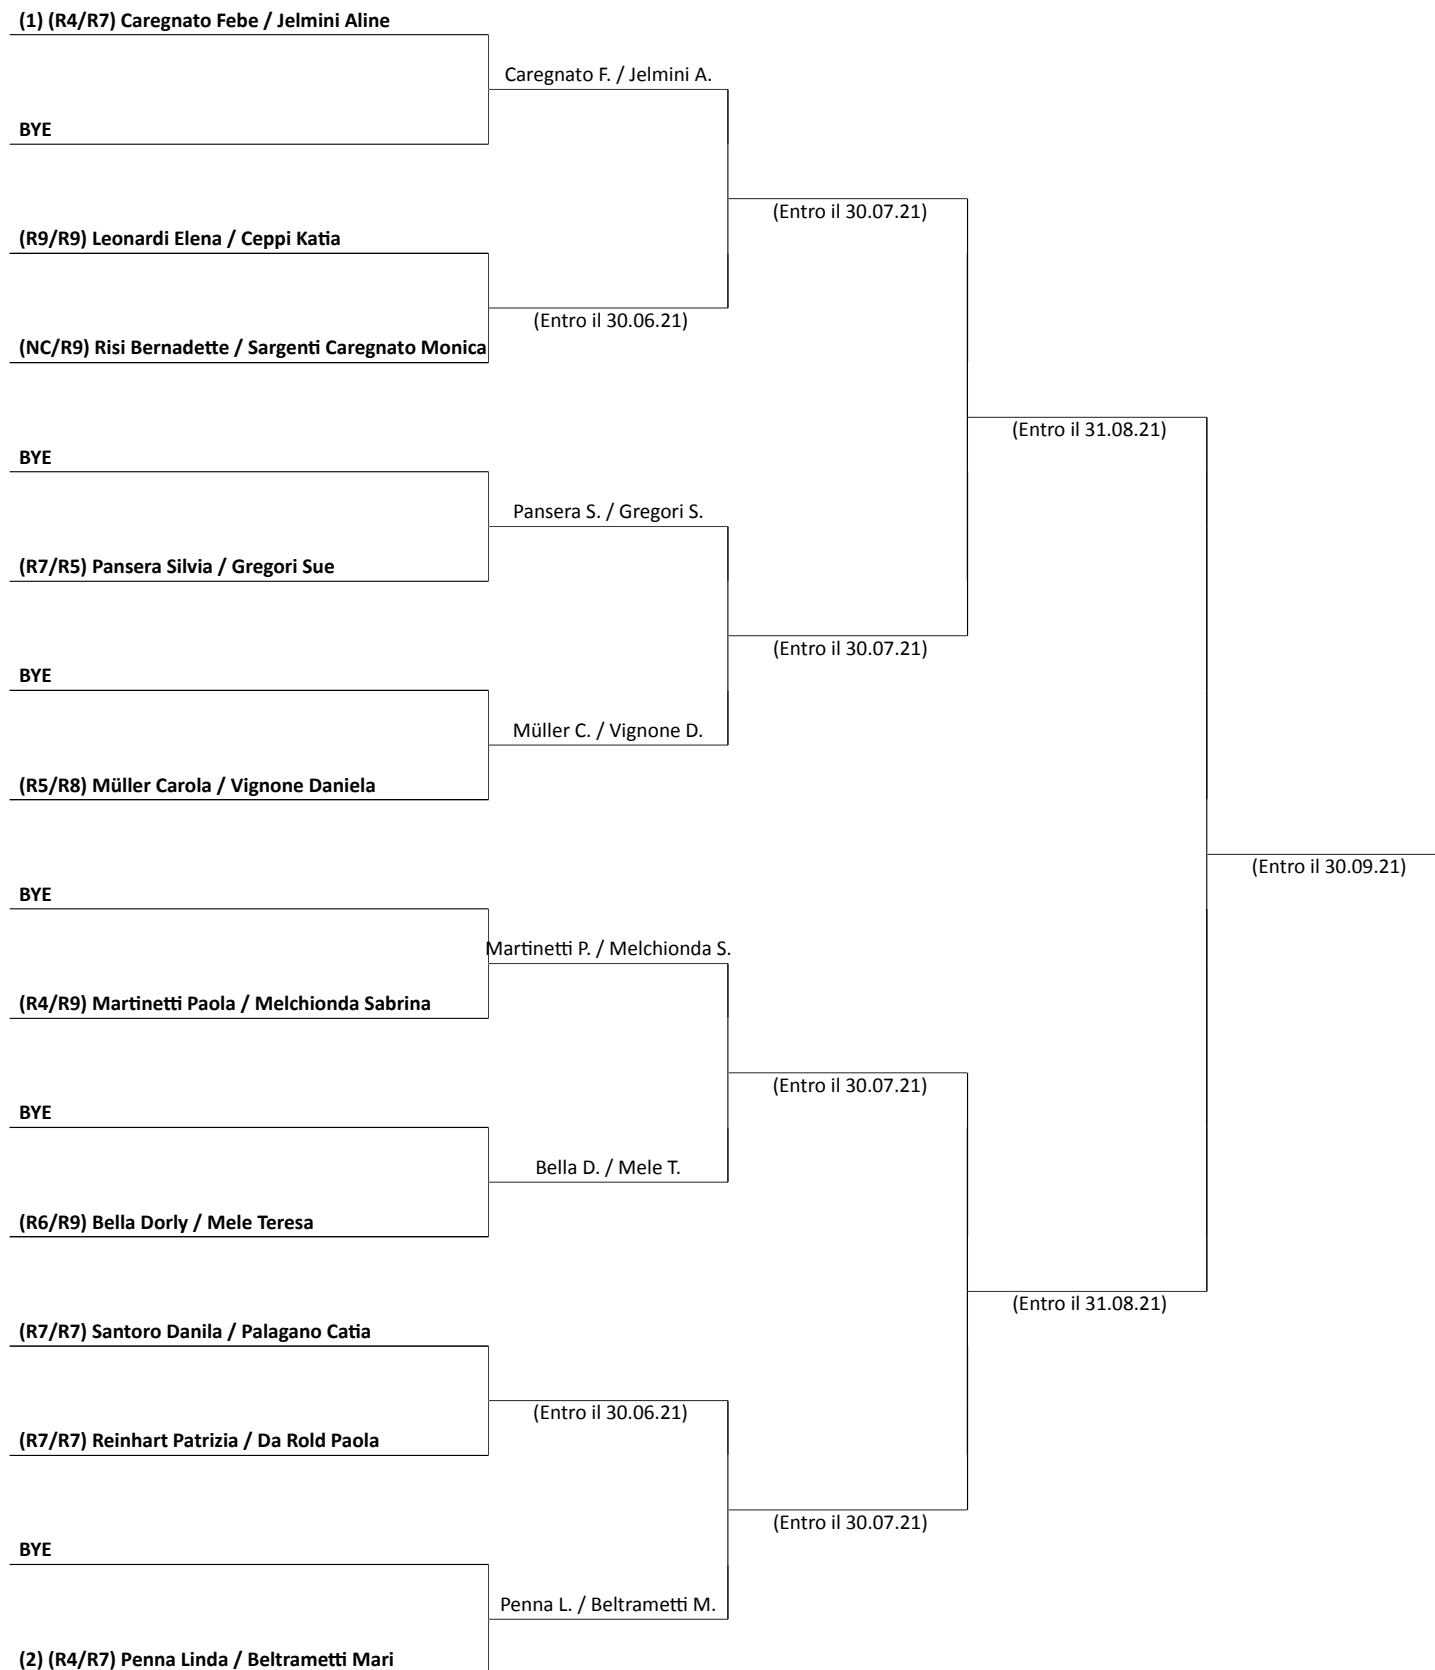 (1) (R4/R7) Caregnato Febe / Jelmini Aline
Caregnato F. / Jelmini A.
BYE
(Entro il 30.07.21)
(R9/R9) Leonardi Elena / Ceppi Katia
(Entro il 30.06.21)
(NC/R9) Risi Bernadette / Sargenti Caregnato Monica
(Entro il 31.08.21)
BYE
Pansera S. / Gregori S.
(R7/R5) Pansera Silvia / Gregori Sue
(Entro il 30.07.21)
BYE
Müller C. / Vignone D.
(R5/R8) Müller Carola / Vignone Daniela
(Entro il 30.09.21)
BYE
Martinetti P. / Melchionda S.
(R4/R9) Martinetti Paola / Melchionda Sabrina
(Entro il 30.07.21)
BYE
Bella D. / Mele T.
(R6/R9) Bella Dorly / Mele Teresa
(Entro il 31.08.21)
(R7/R7) Santoro Danila / Palagano Catia
(Entro il 30.06.21)
(R7/R7) Reinhart Patrizia / Da Rold Paola
(Entro il 30.07.21)
BYE
Penna L. / Beltrametti M.
(2) (R4/R7) Penna Linda / Beltrametti Mari